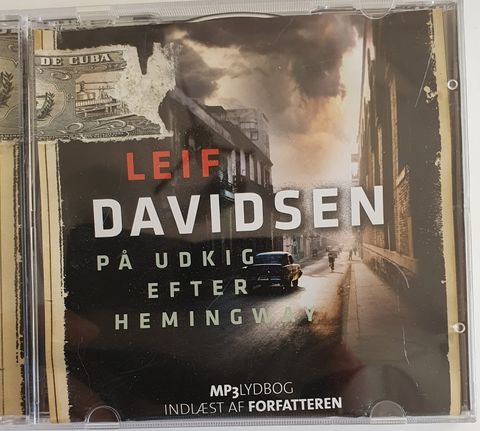 DE CUBA
LEIF
DAVIDSEN
PÅ UDKIG
EFTER
HEMINGWAY
MP3LYDBOG
INDLÆST AF FORFATTEREN